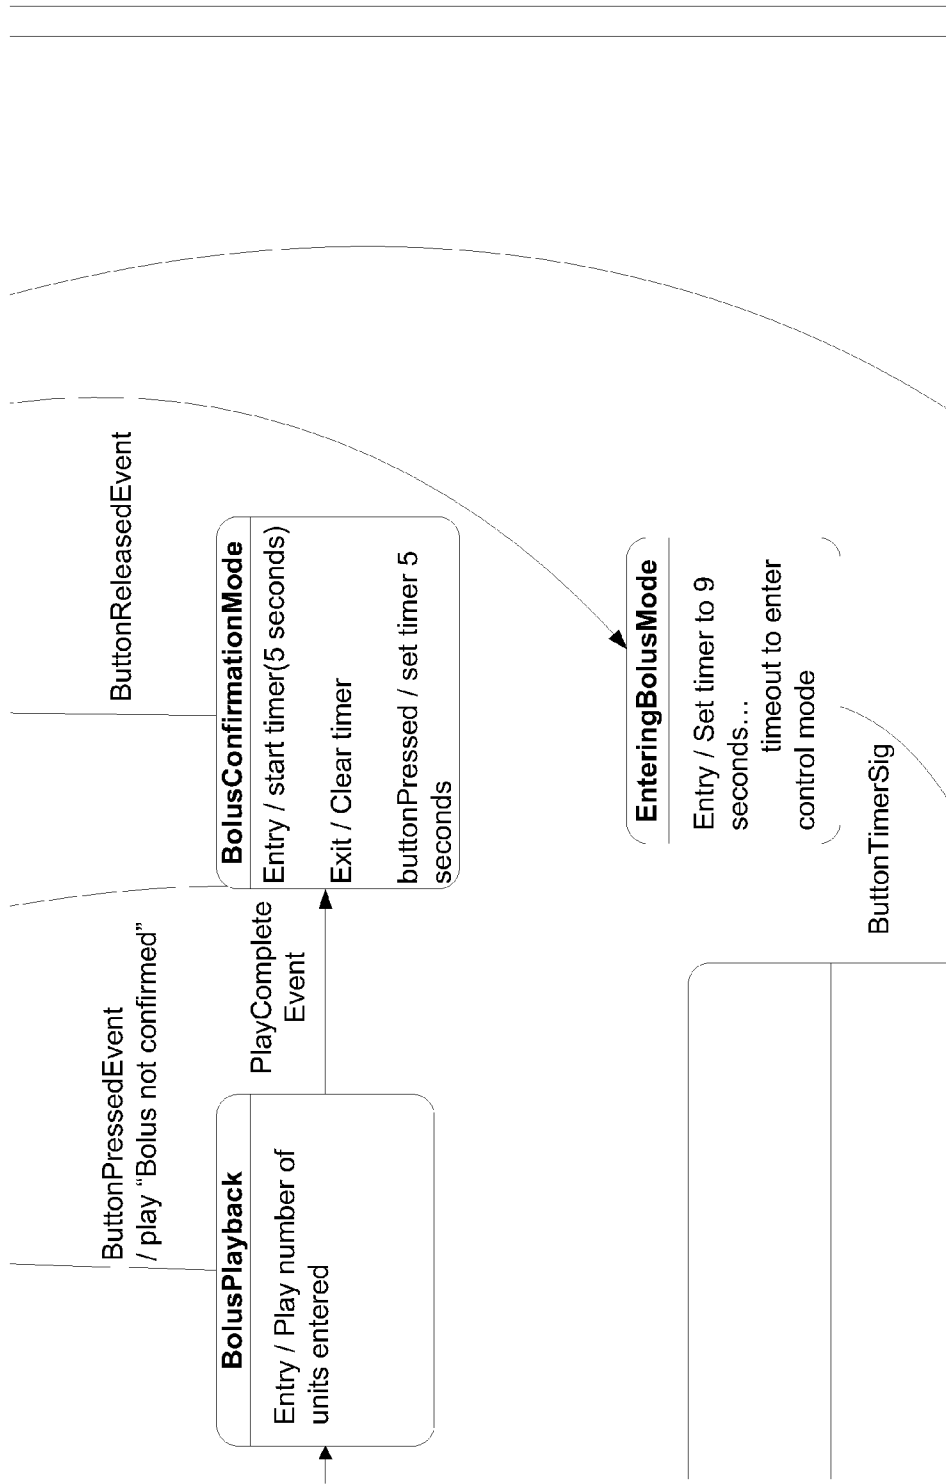 ButtonPressedEvent
/ play “Bolus not confirmed”
ButtonReleasedEvent
BolusPlayback
Entry / Play number of
units entered
PlayComplete
Event
BolusConfirmationMode
Entry / start timer(5 seconds)
Exit / Clear timer
buttonPressed / set timer 5
seconds
EnteringBolusMode
Entry / Set timer to 9
seconds…
timeout to enter
control mode
ButtonTimerSig